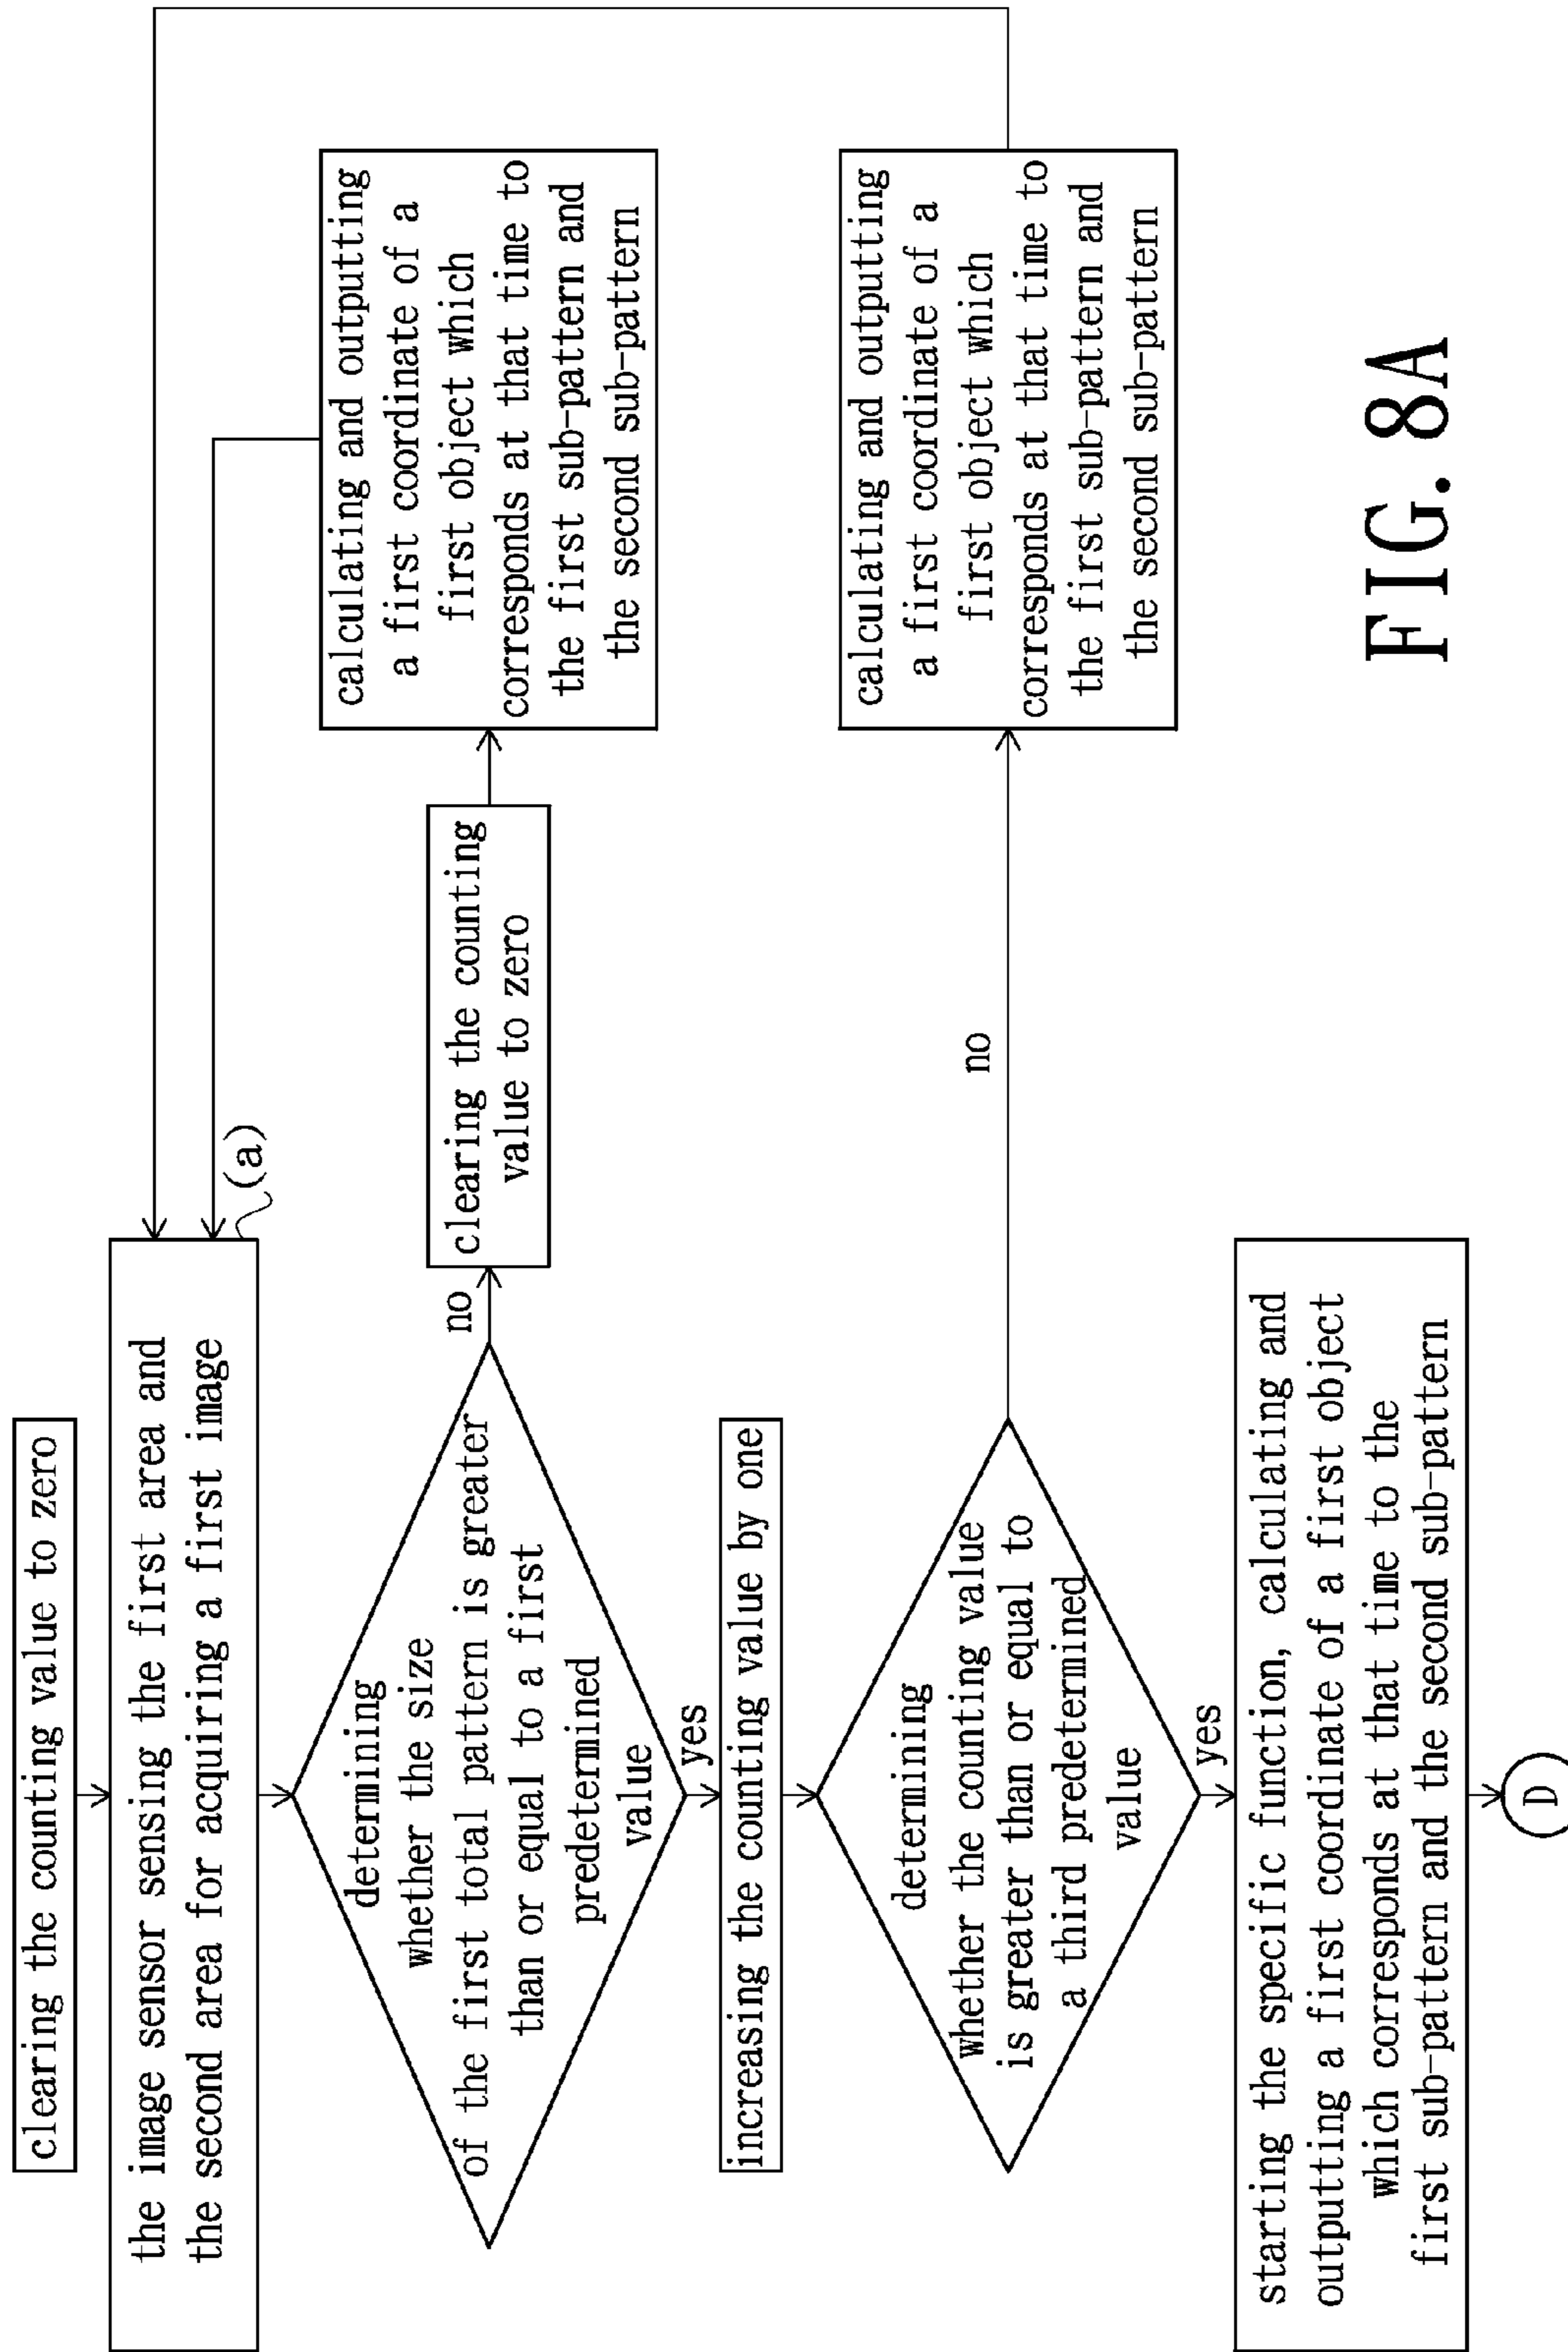 clearing the counting value to zero
the image sensor sensing the first area and
the second area for acquiring a first image
(a)
determining
whether the size
of the first total pattern is greater
than or equal to a first
predetermined
value
no
clearing the counting
value to zero
calculating and outputting
a first coordinate of a
first object which
corresponds at that time to
the first sub-pattern and
the second sub-pattern
yes
increasing the counting value by one
determining
whether the counting value
is greater than or equal to
a third predetermined
value
no
calculating and outputting
a first coordinate of a
first object which
corresponds at that time to
the first sub-pattern and
the second sub-pattern
yes
starting the specific function, calculating and
outputting a first coordinate of a first object
which corresponds at that time to the
first sub-pattern and the second sub-pattern
D
FIG. 8A